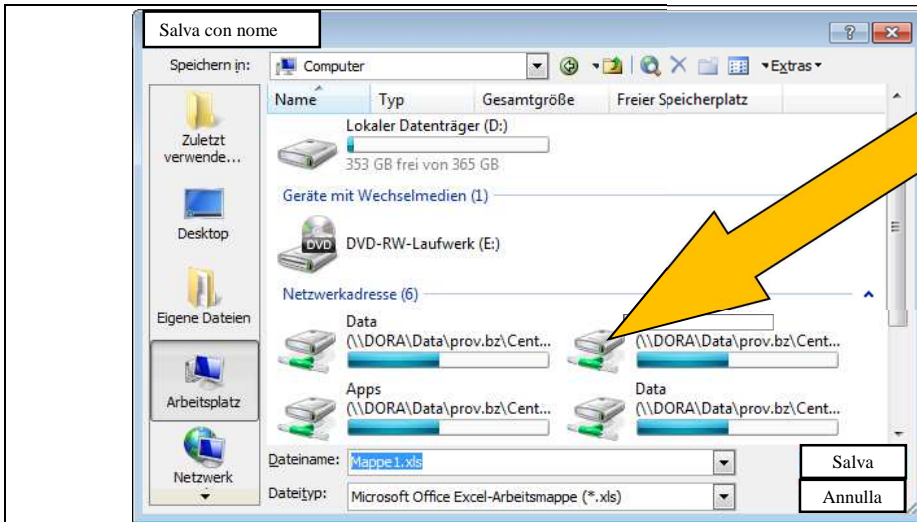 Salva con nome
Speichern in:
Computer
Extras
Name Typ Gesamtgröße Freier Speicherplatz
Zuletzt
verwende...
Desktop
Eigene Dateien
Arbeitsplatz
Netzwerk
Lokaler Datenträger (D:)
353 GB frei von 365 GB
Geräte mit Wechselmedien (1)
DVD
DVD-RW-Laufwerk (E:)
Netzwerkadresse (6)
Data
(\\DORA\Data\prov.bz\Cent...
(\\DORA\Data\prov.bz\Cent...
Apps
(\\DORA\Data\prov.bz\Cent...
Data
(\\DORA\Data\prov.bz\Cent...
Dateiname: Mappe1.xls
Salva
Dateityp: Microsoft Office Excel-Arbeitsmappe (*.xls)
Annulla